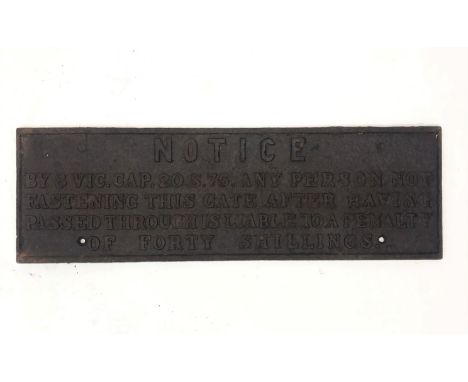 NOTICE
BY 8 VIC. CAP. 20. S. 75. ANY PERSON NOT
FASTENING THIS GATE AFTER HAVING
PASSED THROUGH IS LIABLE TO A PENALTY
OF FORTY SHILLINGS.